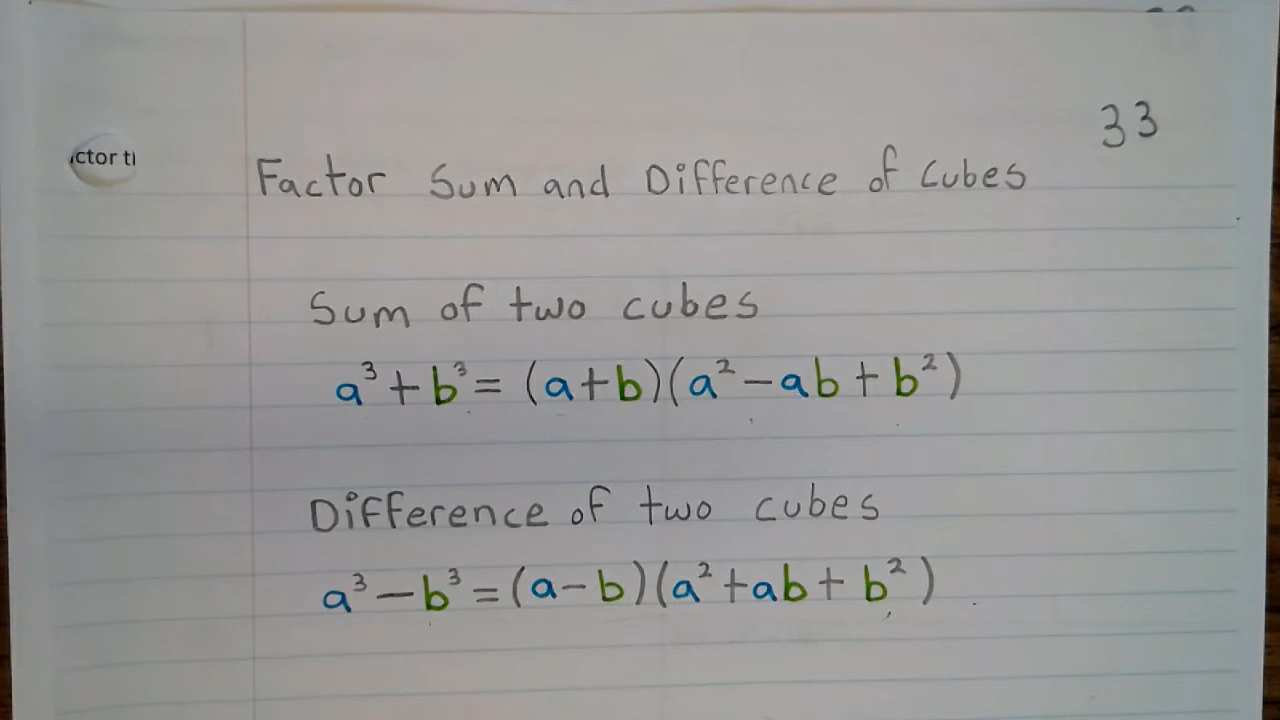 33
ctor ti
Factor Sum and Difference of Cubes
Sum of two cubes
a³ + b³ = (a+b)(a² − ab + b²)
Difference of two cubes
a³ − b³ = (a − b)(a² + ab + b²)